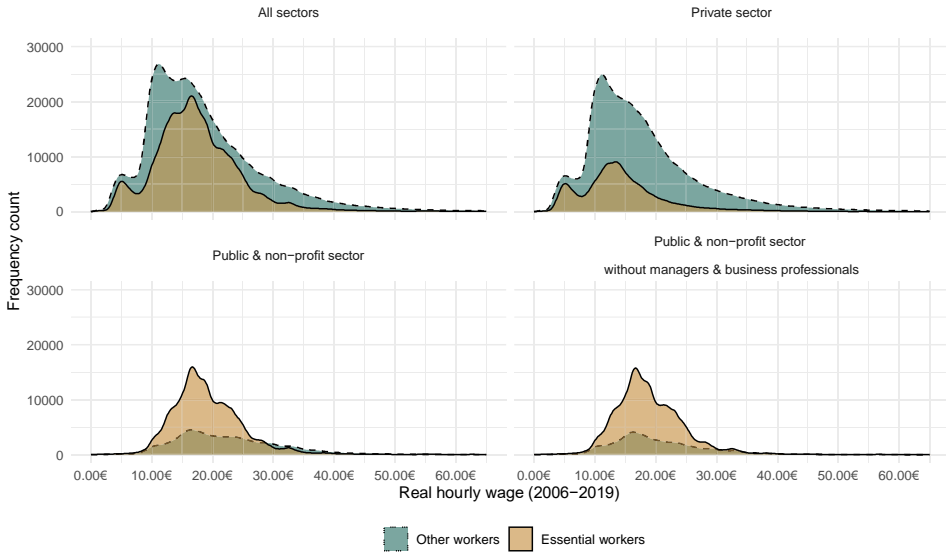 All sectors
Private sector
30000
20000
10000
0
Frequency count
Public & non−profit sector
Public & non−profit sector
without managers & business professionals
30000
20000
10000
0
0.00€ 10.00€ 20.00€ 30.00€ 40.00€ 50.00€ 60.00€
0.00€ 10.00€ 20.00€ 30.00€ 40.00€ 50.00€ 60.00€
Real hourly wage (2006−2019)
Other workers
Essential workers